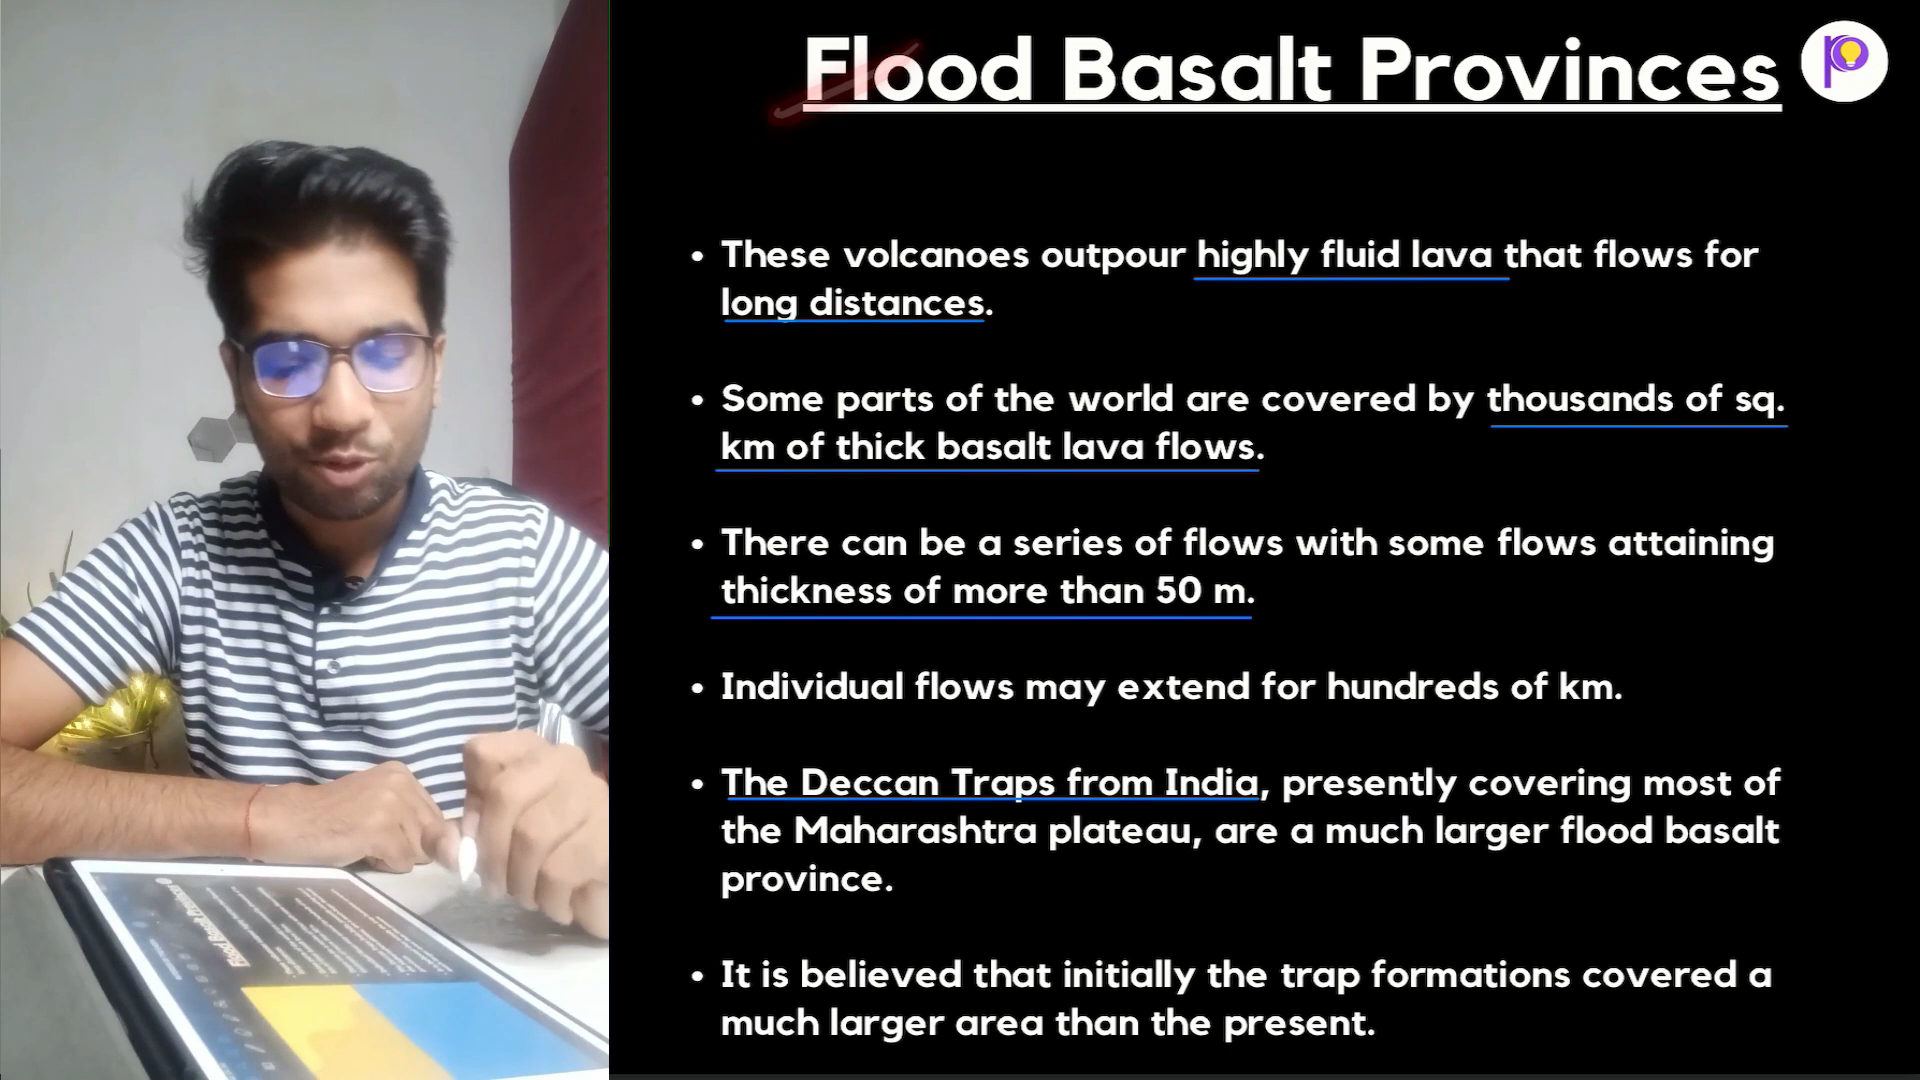 Flood Basalt Provinces
• These volcanoes outpour highly fluid lava that flows for
long distances.
• Some parts of the world are covered by thousands of sq.
km of thick basalt lava flows.
• There can be a series of flows with some flows attaining
thickness of more than 50 m.
• Individual flows may extend for hundreds of km.
• The Deccan Traps from India, presently covering most of
the Maharashtra plateau, are a much larger flood basalt
province.
• It is believed that initially the trap formations covered a
much larger area than the present.